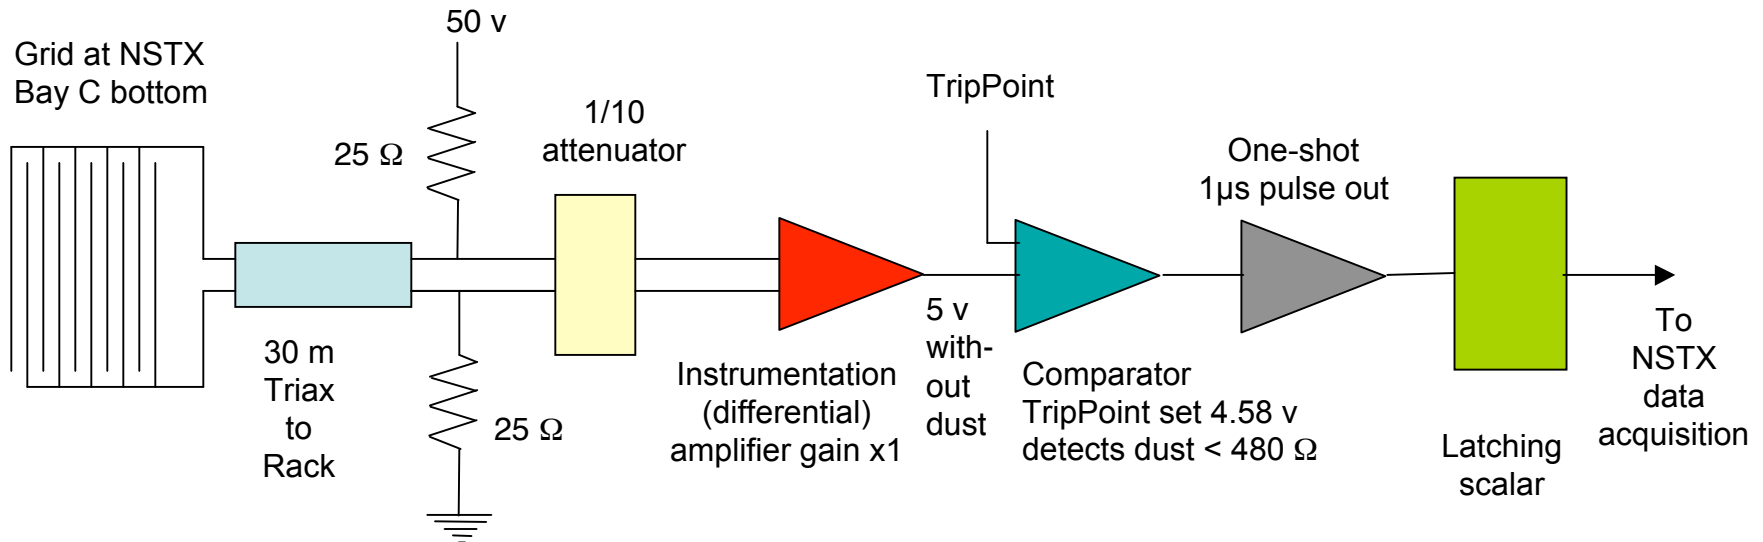 50 v
Grid at NSTX
Bay C bottom
25 Ω
1/10
attenuator
TripPoint
One-shot
1µs pulse out
30 m
Triax
to
Rack
25 Ω
Instrumentation
(differential)
amplifier gain x1
5 v
with-
out
dust
Comparator
TripPoint set 4.58 v
detects dust < 480 Ω
Latching
scalar
To
NSTX
data
acquisition